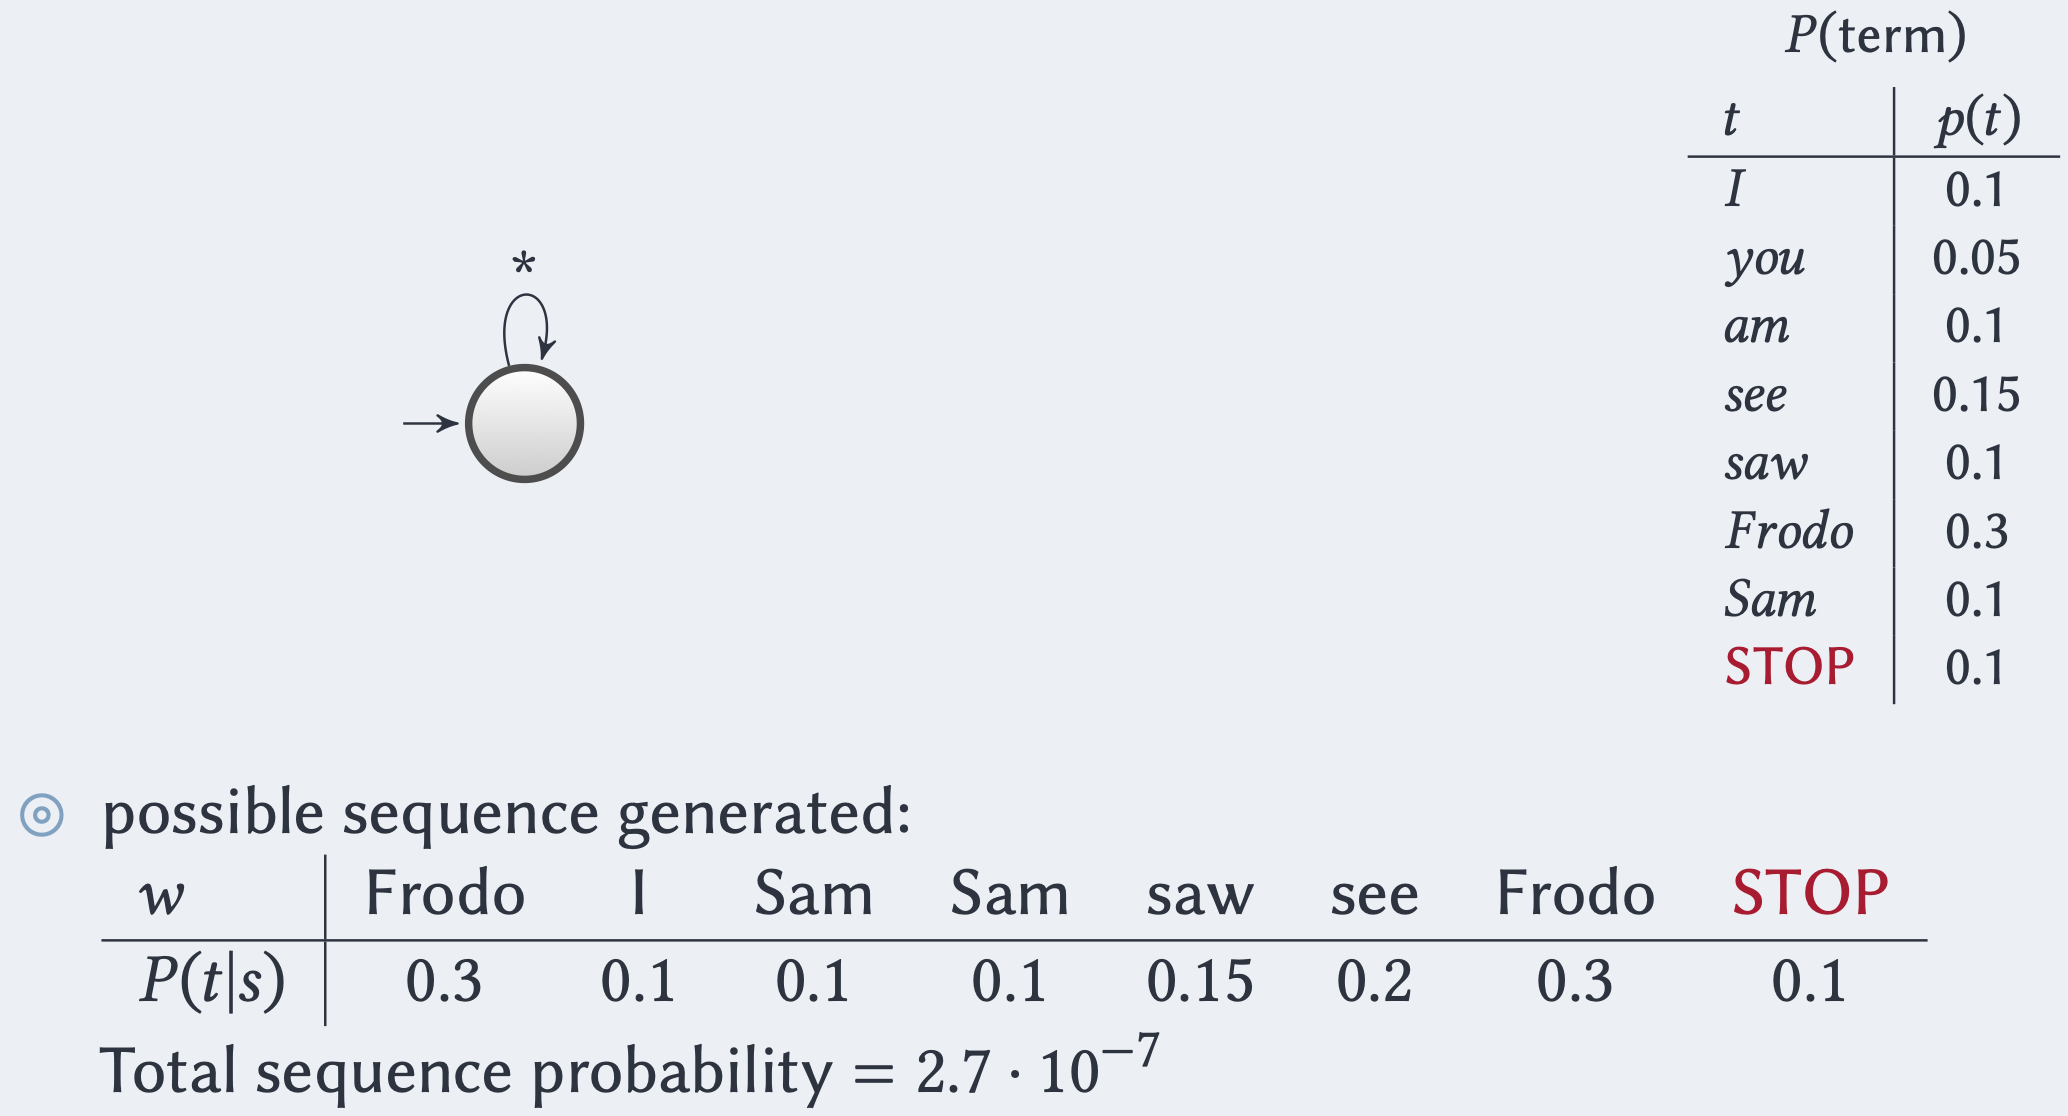 P(term)
t p(t)
I 0.1
you 0.05
am 0.1
see 0.15
saw 0.1
Frodo 0.3
Sam 0.1
STOP 0.1
*
possible sequence generated:
w Frodo I Sam Sam saw see Frodo STOP
P(t|s) 0.3 0.1 0.1 0.1 0.15 0.2 0.3 0.1
Total sequence probability = 2.7 · 10⁻⁷